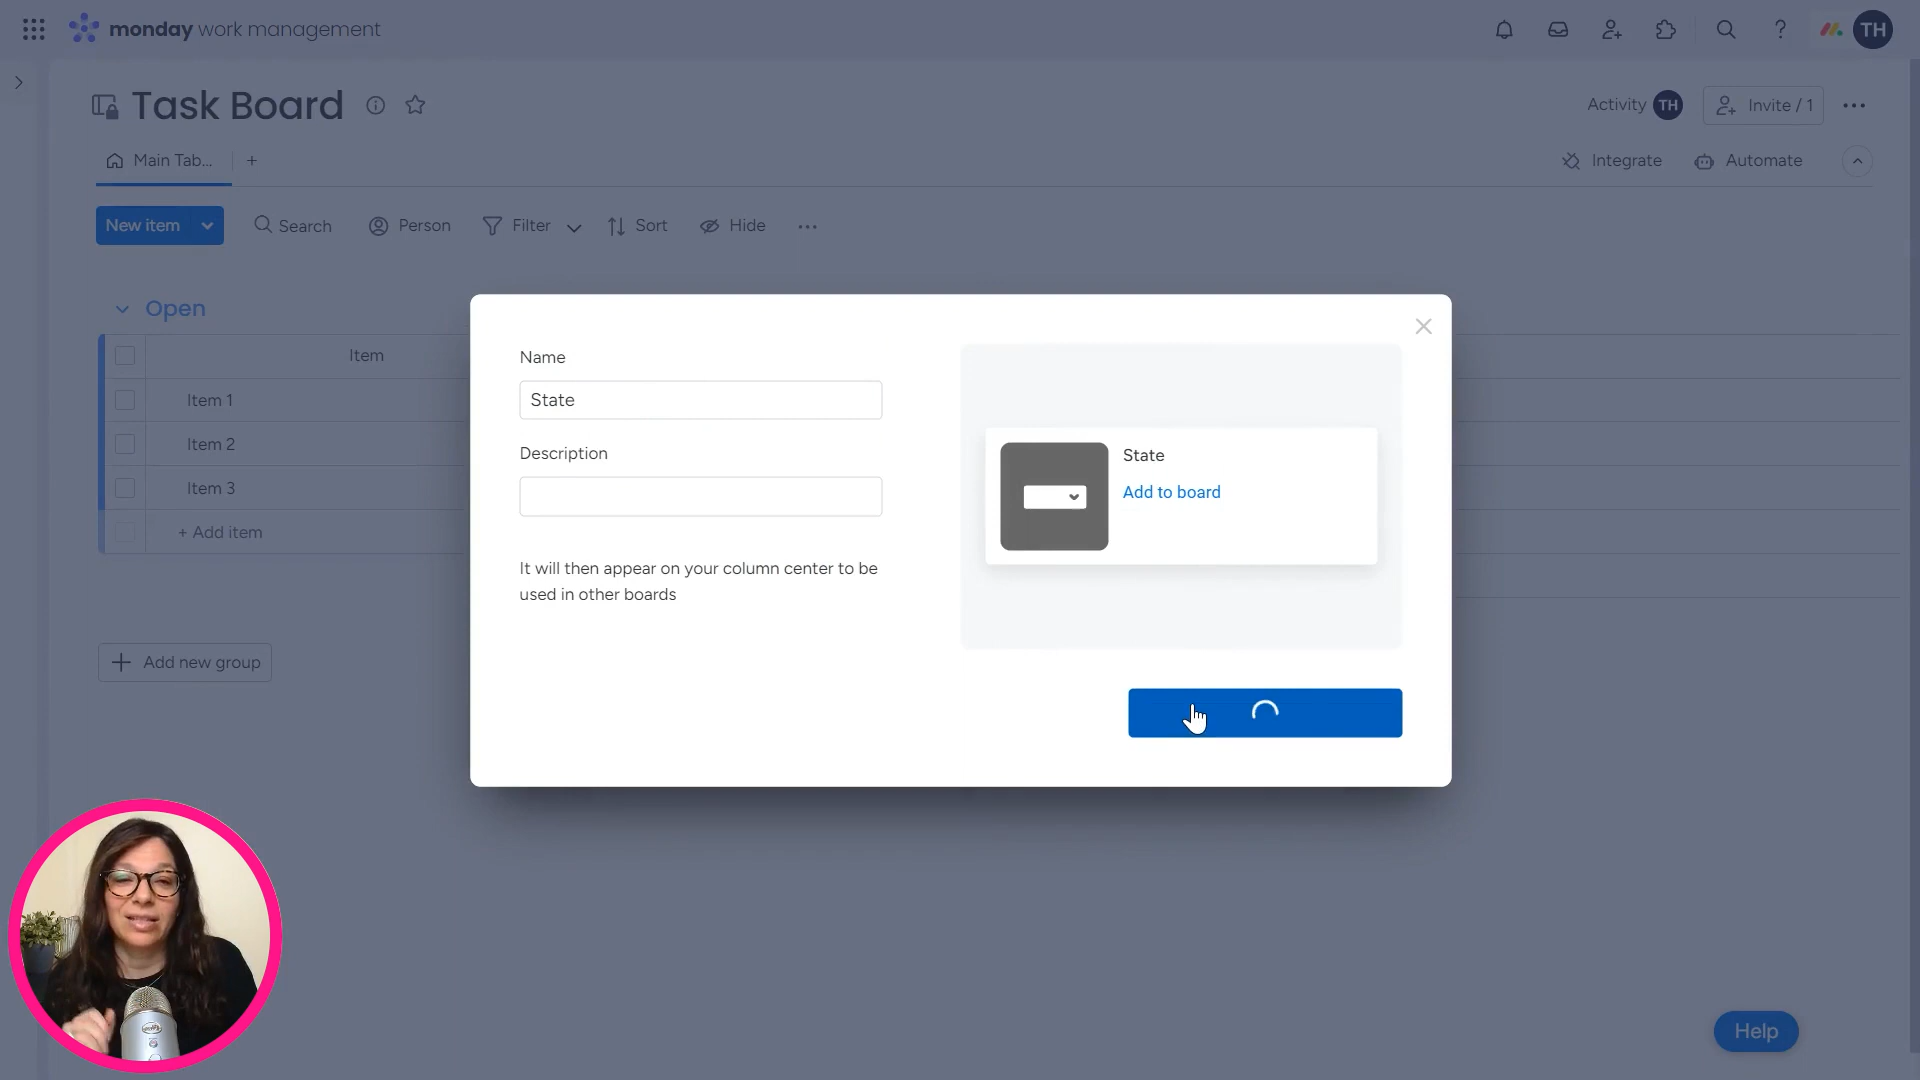 monday work management
TH
Task Board
Activity TH
Invite / 1
Main Tab...
+
Integrate
Automate
New item
Search
Person
Filter
Sort
Hide
Open
Item
Item 1
Item 2
Item 3
+ Add item
Add new group
Name
State
Description
It will then appear on your column center to be
used in other boards
State
Add to board
Help